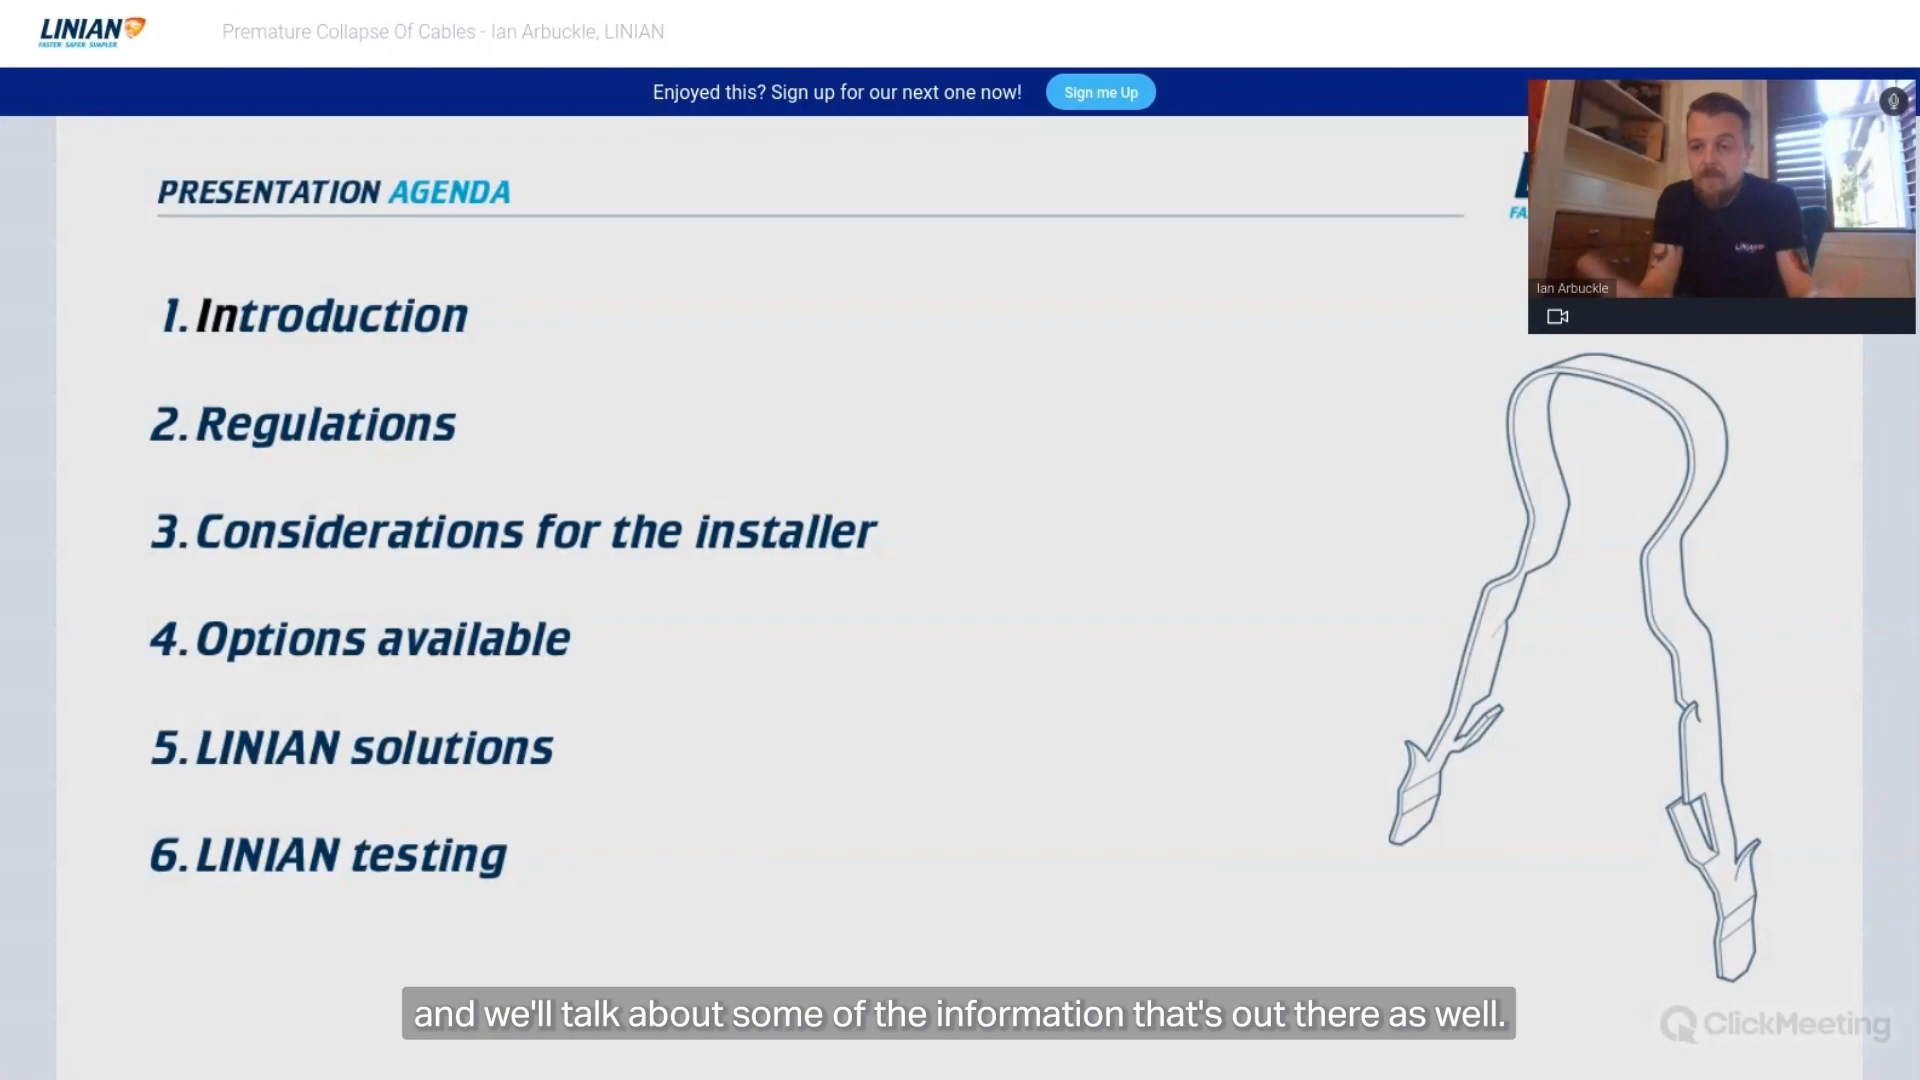 LINIAN
FASTER. SAFER. SIMPLER.
Premature Collapse Of Cables - Ian Arbuckle, LINIAN
Enjoyed this? Sign up for our next one now!
Sign me Up
PRESENTATION AGENDA
FA
LINIAN
Ian Arbuckle
1. Introduction
2. Regulations
3. Considerations for the installer
4. Options available
5. LINIAN solutions
6. LINIAN testing
and we'll talk about some of the information that's out there as well.
ClickMeeting